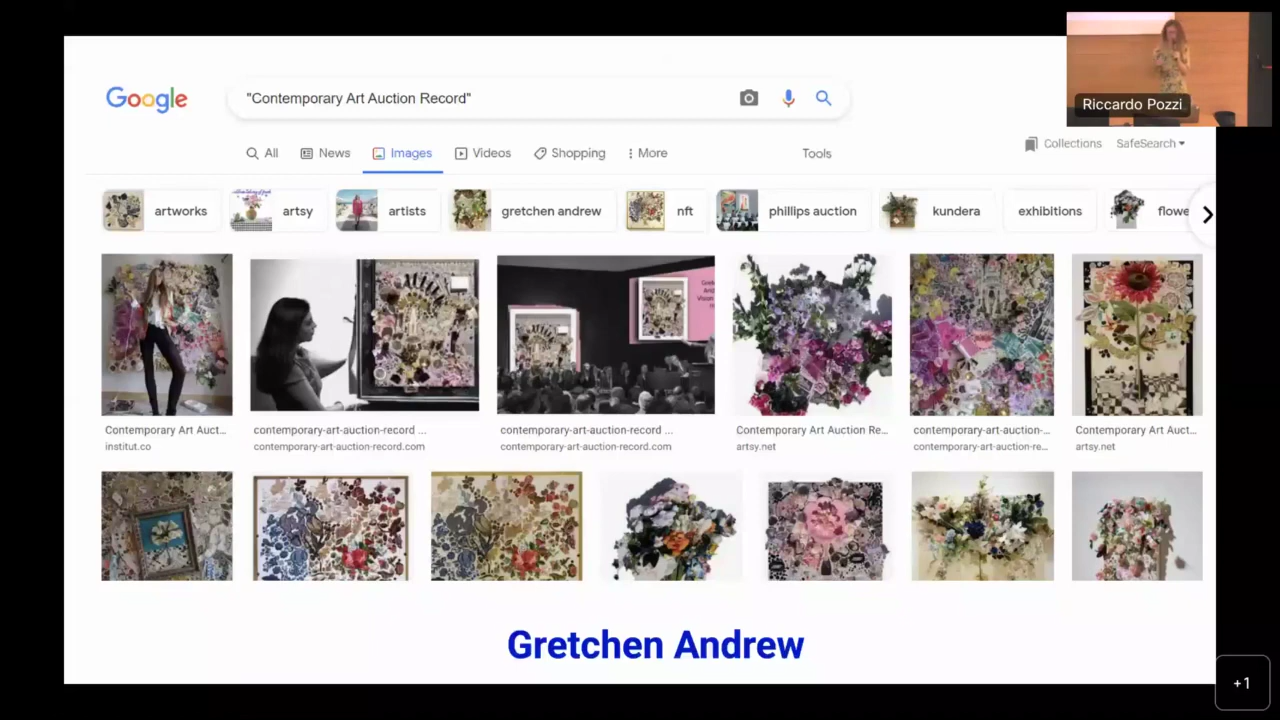 Google
"Contemporary Art Auction Record"
Riccardo Pozzi
All News Images Videos Shopping More Tools
Collections SafeSearch
artworks artsy artists gretchen andrew nft phillips auction kundera exhibitions flowe
Contemporary Art Auct... contemporary-art-auction-record ... contemporary-art-auction-record ... Contemporary Art Auction Re... contemporary-art-auction-... Contemporary Art Auct...
institut.co contemporary-art-auction-record.com contemporary-art-auction-record.com artsy.net contemporary-art-auction-re... artsy.net
Gretchen Andrew
+1